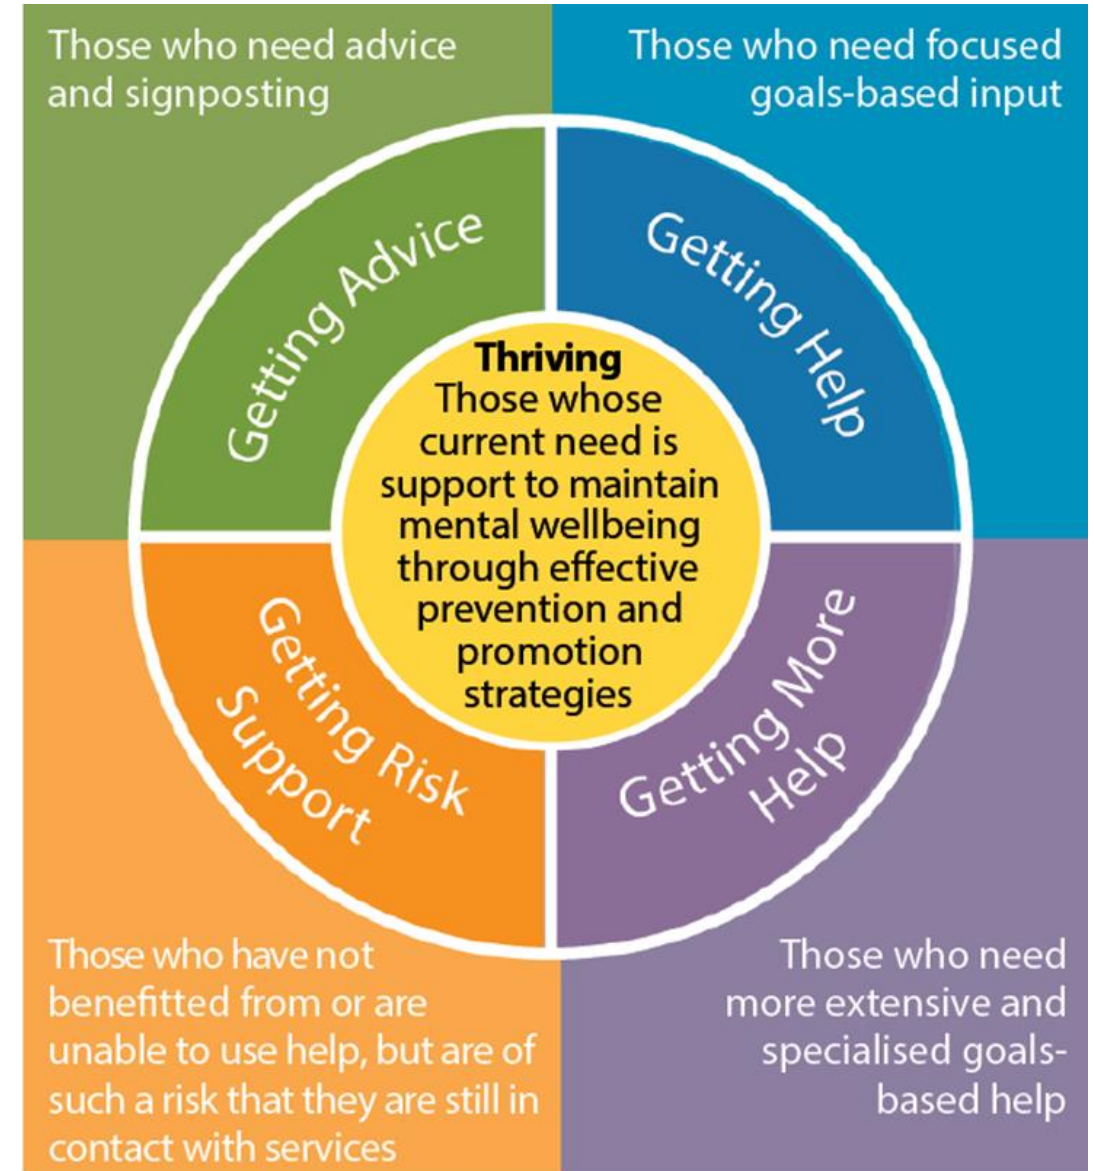 Those who need advice
and signposting
Those who need focused
goals-based input
Getting Advice
Getting Help
Thriving
Those whose
current need is
support to maintain
mental wellbeing
through effective
prevention and
promotion
strategies
Getting Risk
Support
Getting More
Help
Those who have not
benefitted from or are
unable to use help, but are of
such a risk that they are still in
contact with services
Those who need
more extensive and
specialised goals-
based help